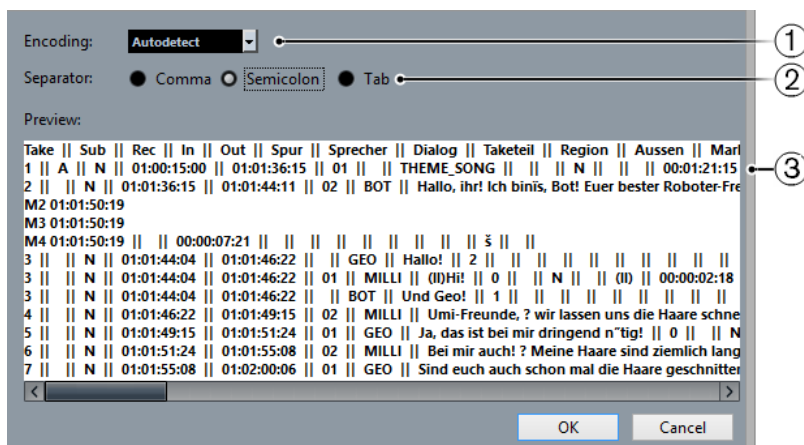 Encoding: Autodetect 1
Separator: Comma Semicolon Tab 2
Preview:
Take || Sub || Rec || In || Out || Spur || Sprecher || Dialog || Taketeil || Region || Aussen || Mark
1 || A || N || 01:00:15:00 || 01:01:36:15 || 01 || || THEME_SONG || || || N || || || 00:01:21:15
3
2 || || N || 01:01:36:15 || 01:01:44:11 || 02 || BOT || Hallo, ihr! Ich binïs, Bot! Euer bester Roboter-Fre
M2 01:01:50:19
M3 01:01:50:19
M4 01:01:50:19 || || 00:00:07:21 || || || || || || || || š || ||
3 || || N || 01:01:44:04 || 01:01:46:22 || || GEO || Hallo! || 2 || || || || || || || || ||
3 || || N || 01:01:44:04 || 01:01:46:22 || 01 || MILLI || (II)Hi! || 0 || || N || || (II) || 00:00:02:18
3 || || N || 01:01:44:04 || 01:01:46:22 || || BOT || Und Geo! || 1 || || || || || || || ||
4 || || N || 01:01:46:22 || 01:01:49:15 || 02 || MILLI || Umi-Freunde, ? wir lassen uns die Haare schne
5 || || N || 01:01:49:15 || 01:01:51:24 || 01 || GEO || Ja, das ist bei mir dringend n˝tig! || 0 || || N
6 || || N || 01:01:51:24 || 01:01:55:08 || 02 || MILLI || Bei mir auch! ? Meine Haare sind ziemlich lang
7 || || N || 01:01:55:08 || 01:02:00:06 || 01 || GEO || Sind euch auch schon mal die Haare geschnitten
OK Cancel